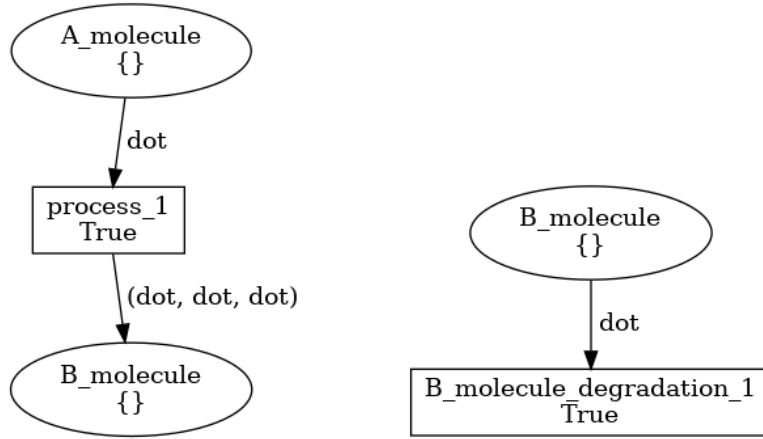 A_molecule
{}
dot
process_1
True
(dot, dot, dot)
B_molecule
{}
B_molecule
{}
dot
B_molecule_degradation_1
True